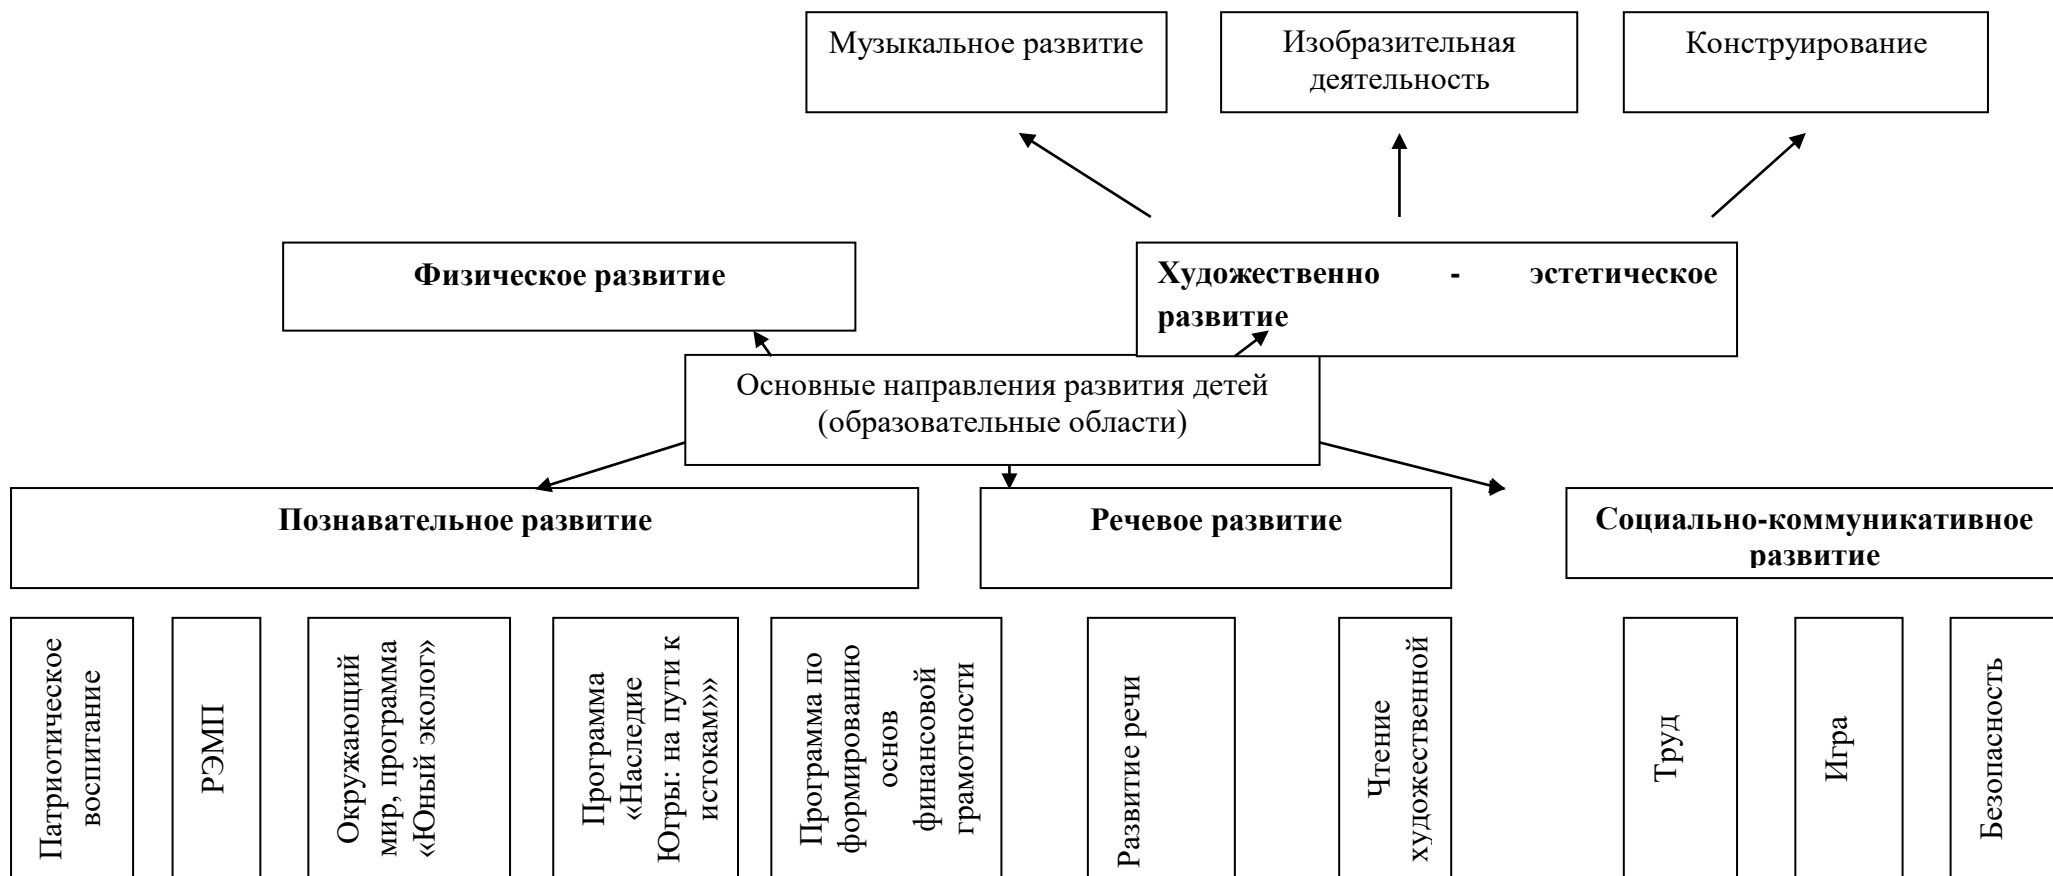 Музыкальное развитие
Изобразительная
деятельность
Конструирование
Физическое развитие
Художественно - эстетическое
развитие
Основные направления развития детей
(образовательные области)
Познавательное развитие
Речевое развитие
Социально-коммуникативное
развитие
Патриотическое
воспитание
РЭМП
Окружающий
мир, программа
«Юный эколог»
Программа
«Наследие
Югры: на пути к
истокам»»
Программа по
формированию
основ
финансовой
грамотности
Развитие речи
Чтение
художественной
Труд
Игра
Безопасность